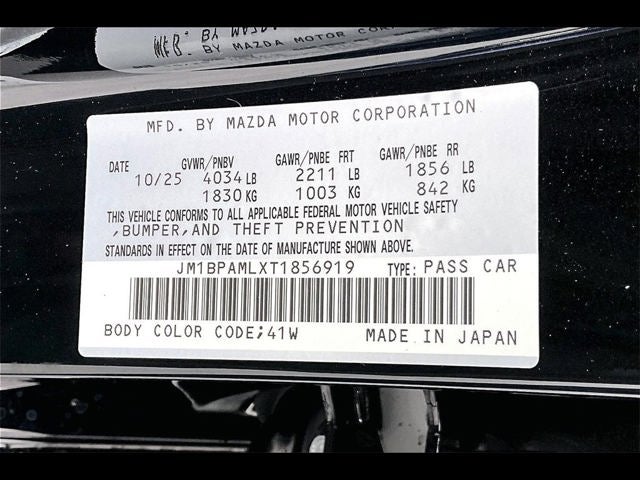 MFD. BY MAZDA MOTOR CORPORATION
DATE GVWR/PNBV GAWR/PNBE FRT GAWR/PNBE RR
10/25 4034 LB 2211 LB 1856 LB
1830 KG 1003 KG 842 KG
THIS VEHICLE CONFORMS TO ALL APPLICABLE FEDERAL MOTOR VEHICLE SAFETY
,BUMPER,AND THEFT PREVENTION
STANDARDS IN EFFECT ON THE DATE OF MANUFACTURE SHOWN ABOVE.
JM1BPAMLXT1856919 TYPE: PASS CAR
BODY COLOR CODE;41W MADE IN JAPAN